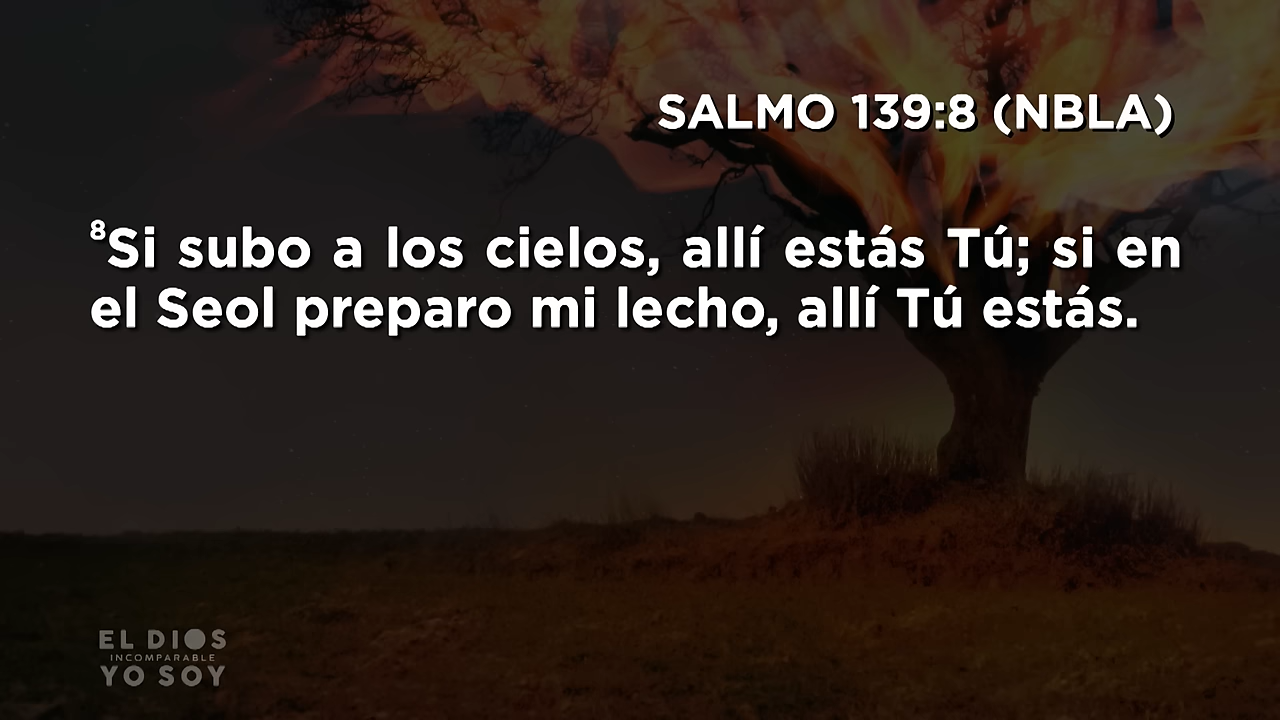 SALMO 139:8 (NBLA)
⁸Si subo a los cielos, allí estás Tú; si en
el Seol preparo mi lecho, allí Tú estás.
EL DIOS
INCOMPARABLE
YO SOY